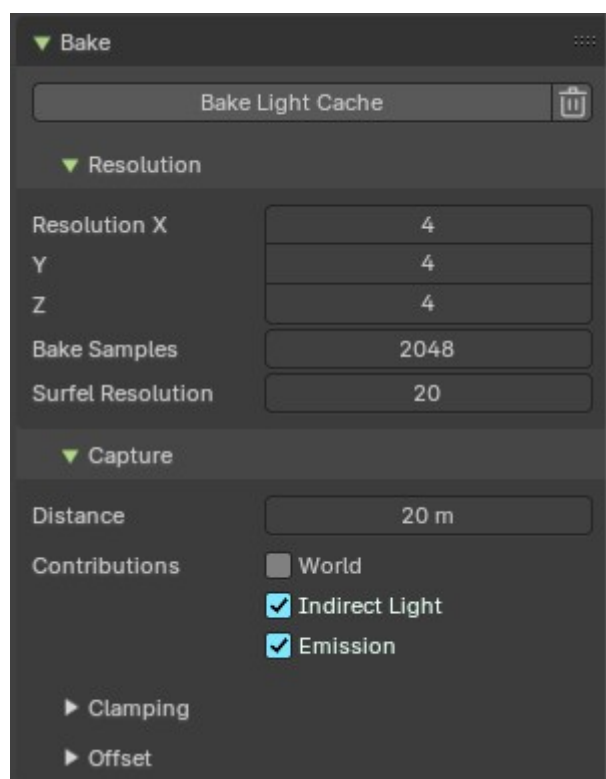 Bake
Bake Light Cache
Resolution
Resolution X 4
Y 4
Z 4
Bake Samples 2048
Surfel Resolution 20
Capture
Distance 20 m
Contributions World
Indirect Light
Emission
Clamping
Offset